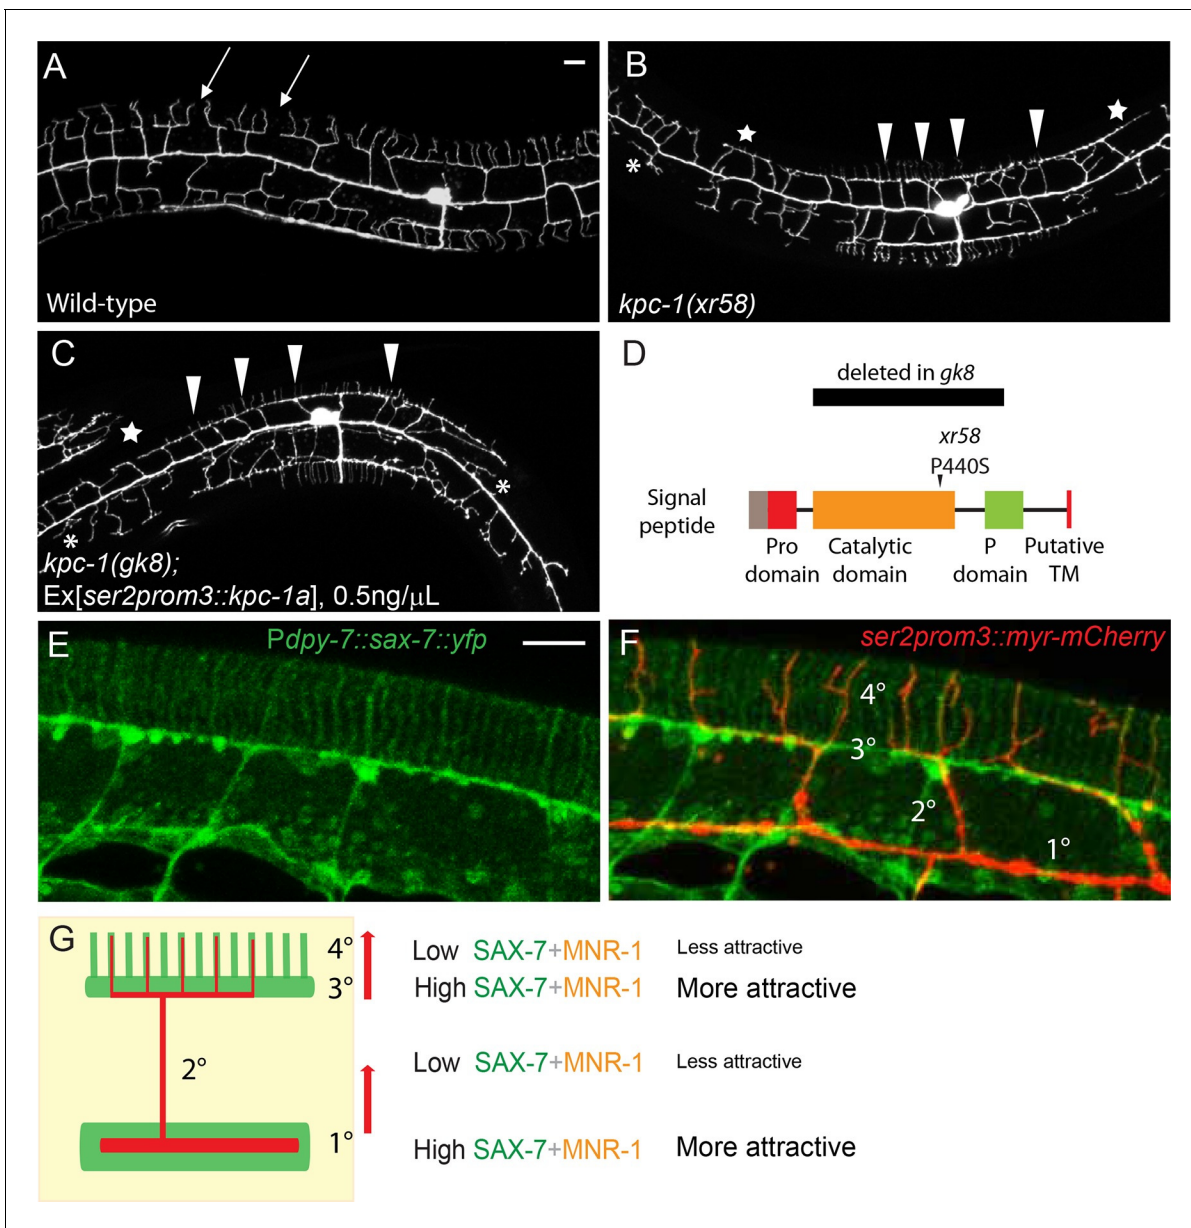 A
Wild-type
B
kpc-1(xr58)
C
kpc-1(gk8);
Ex[ser2prom3::kpc-1a], 0.5ng/μL
D
deleted in gk8
xr58
P440S
Signal
peptide
Pro
domain
Catalytic
domain
P
domain
Putative
TM
E
Pdpy-7::sax-7::yfp
F
ser2prom3::myr-mCherry
4°
3°
2°
1°
G
4° Low SAX-7+MNR-1 Less attractive
3° High SAX-7+MNR-1 More attractive
2° Low SAX-7+MNR-1 Less attractive
1° High SAX-7+MNR-1 More attractive